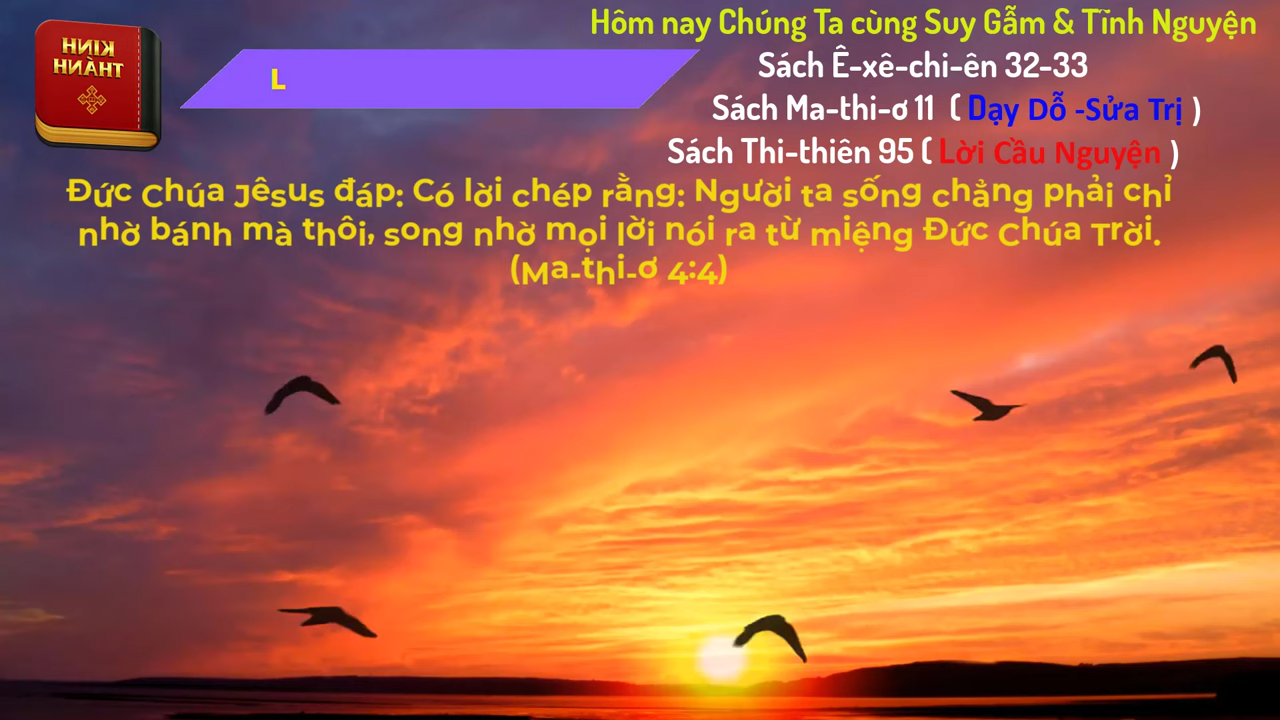 Hôm nay Chúng Ta cùng Suy Gẫm & Tĩnh Nguyện
Sách Ê-xê-chi-ên 32-33
Sách Ma-thi-ơ 11 ( Dạy Dỗ -Sửa Trị )
Sách Thi-thiên 95 ( Lời Cầu Nguyện )
KINH
THÀNH
L
Đức Chúa Jêsus đáp: Có lời chép rằng: Người ta sống chẳng phải chỉ
nhờ bánh mà thôi, song nhờ mọi lời nói ra từ miệng Đức Chúa Trời.
(Ma-thi-ơ 4:4)